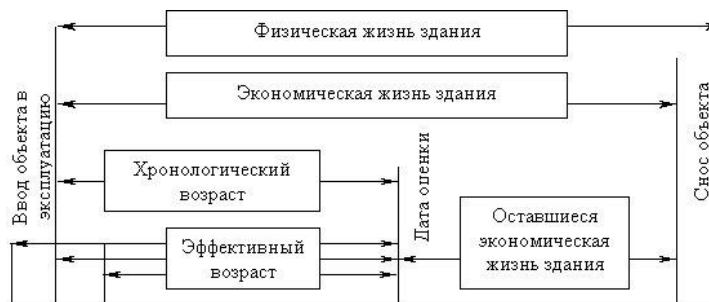 Физическая жизнь здания
Экономическая жизнь здания
Ввод объекта в
эксплуатацию
Хронологический
возраст
Эффективный
возраст
Дата оценки
Оставшиеся
экономическая
жизнь здания
Снос объекта